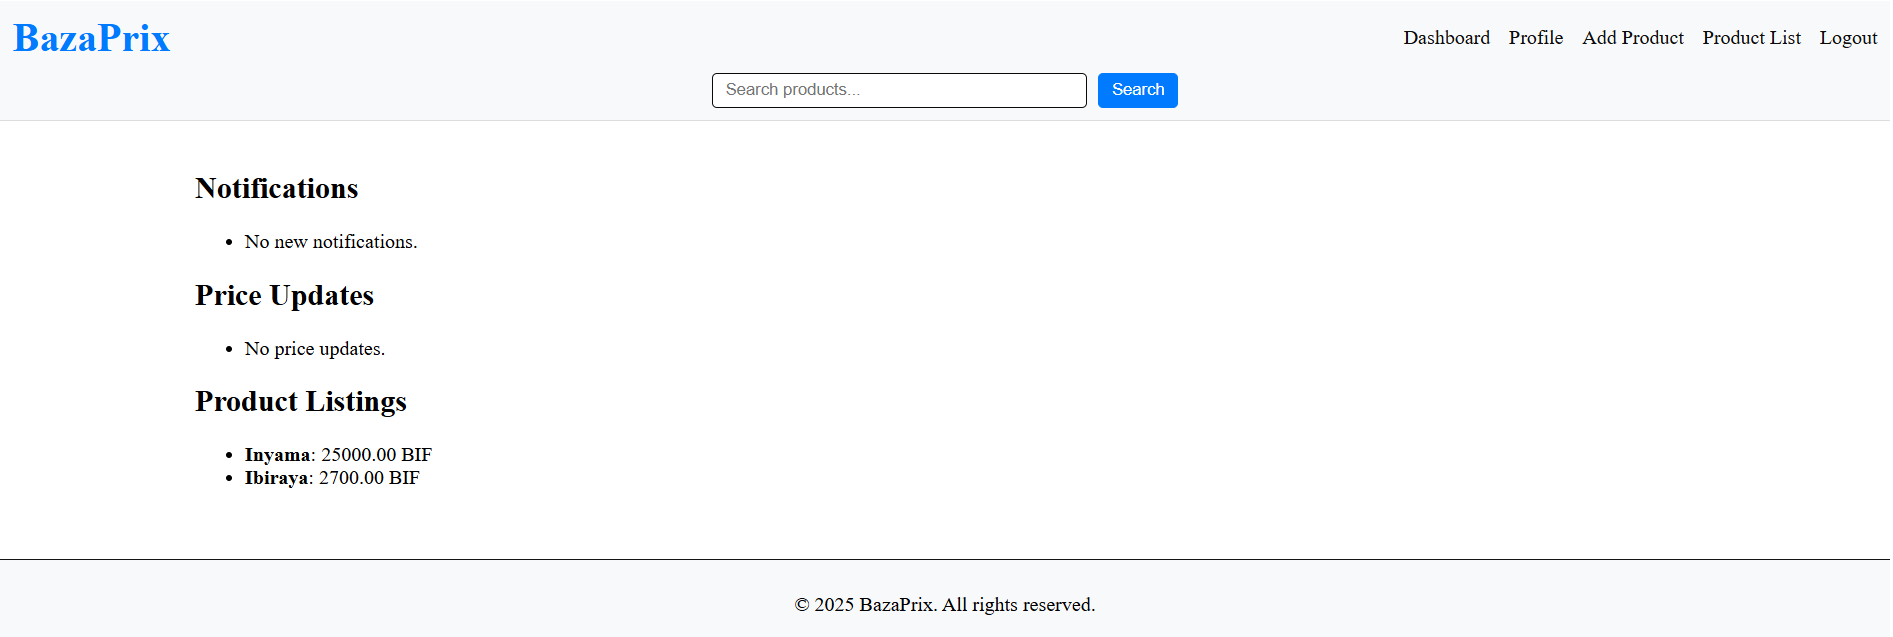 BazaPrix
Dashboard Profile Add Product Product List Logout
Search products... Search
Notifications
• No new notifications.
Price Updates
• No price updates.
Product Listings
• Inyama: 25000.00 BIF
• Ibiraya: 2700.00 BIF
© 2025 BazaPrix. All rights reserved.